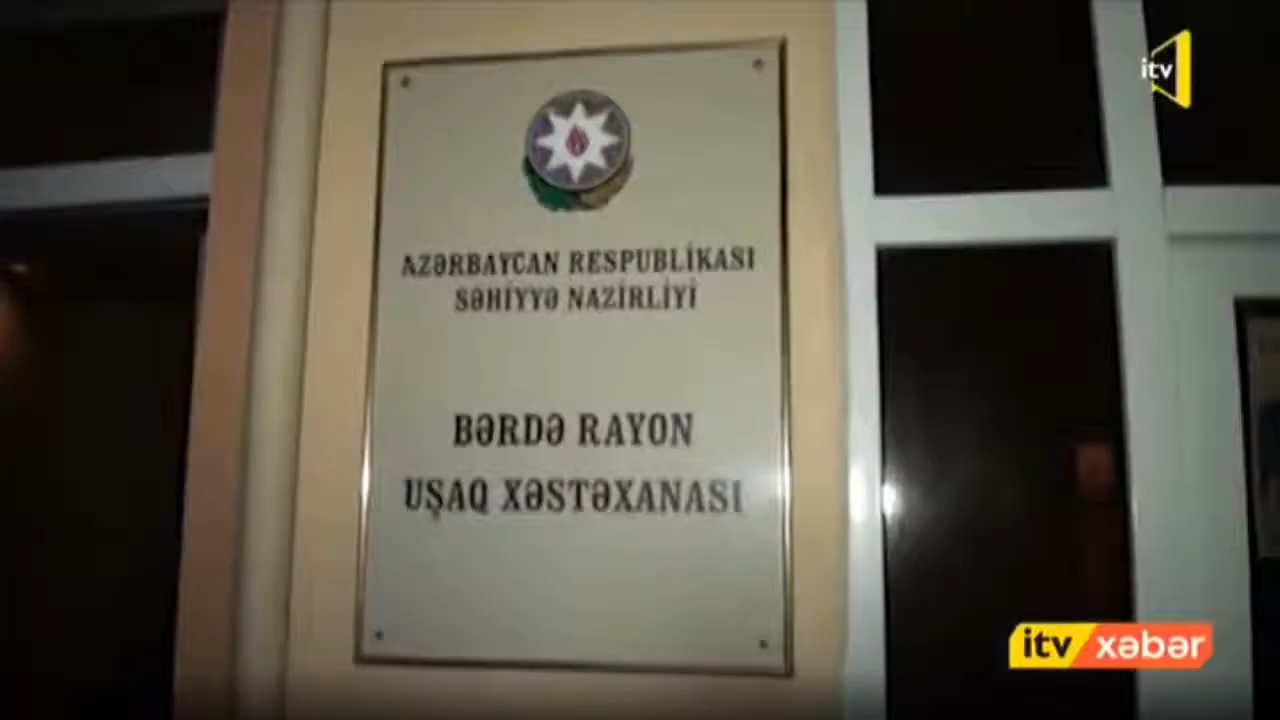 itv
AZƏRBAYCAN RESPUBLİKASI
SƏHİYYƏ NAZİRLİYİ
BƏRDƏ RAYON
UŞAQ XƏSTƏXANASI
itv xəbər